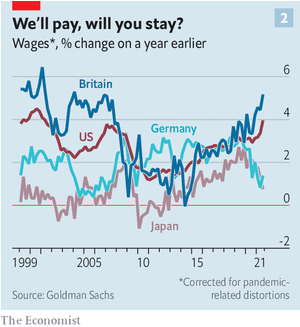 We'll pay, will you stay?
2
Wages*, % change on a year earlier
6
Britain
US
Germany
4
2
0
Japan
-2
1999 2005 10 15 21
*Corrected for pandemic-
Source: Goldman Sachs related distortions
The Economist